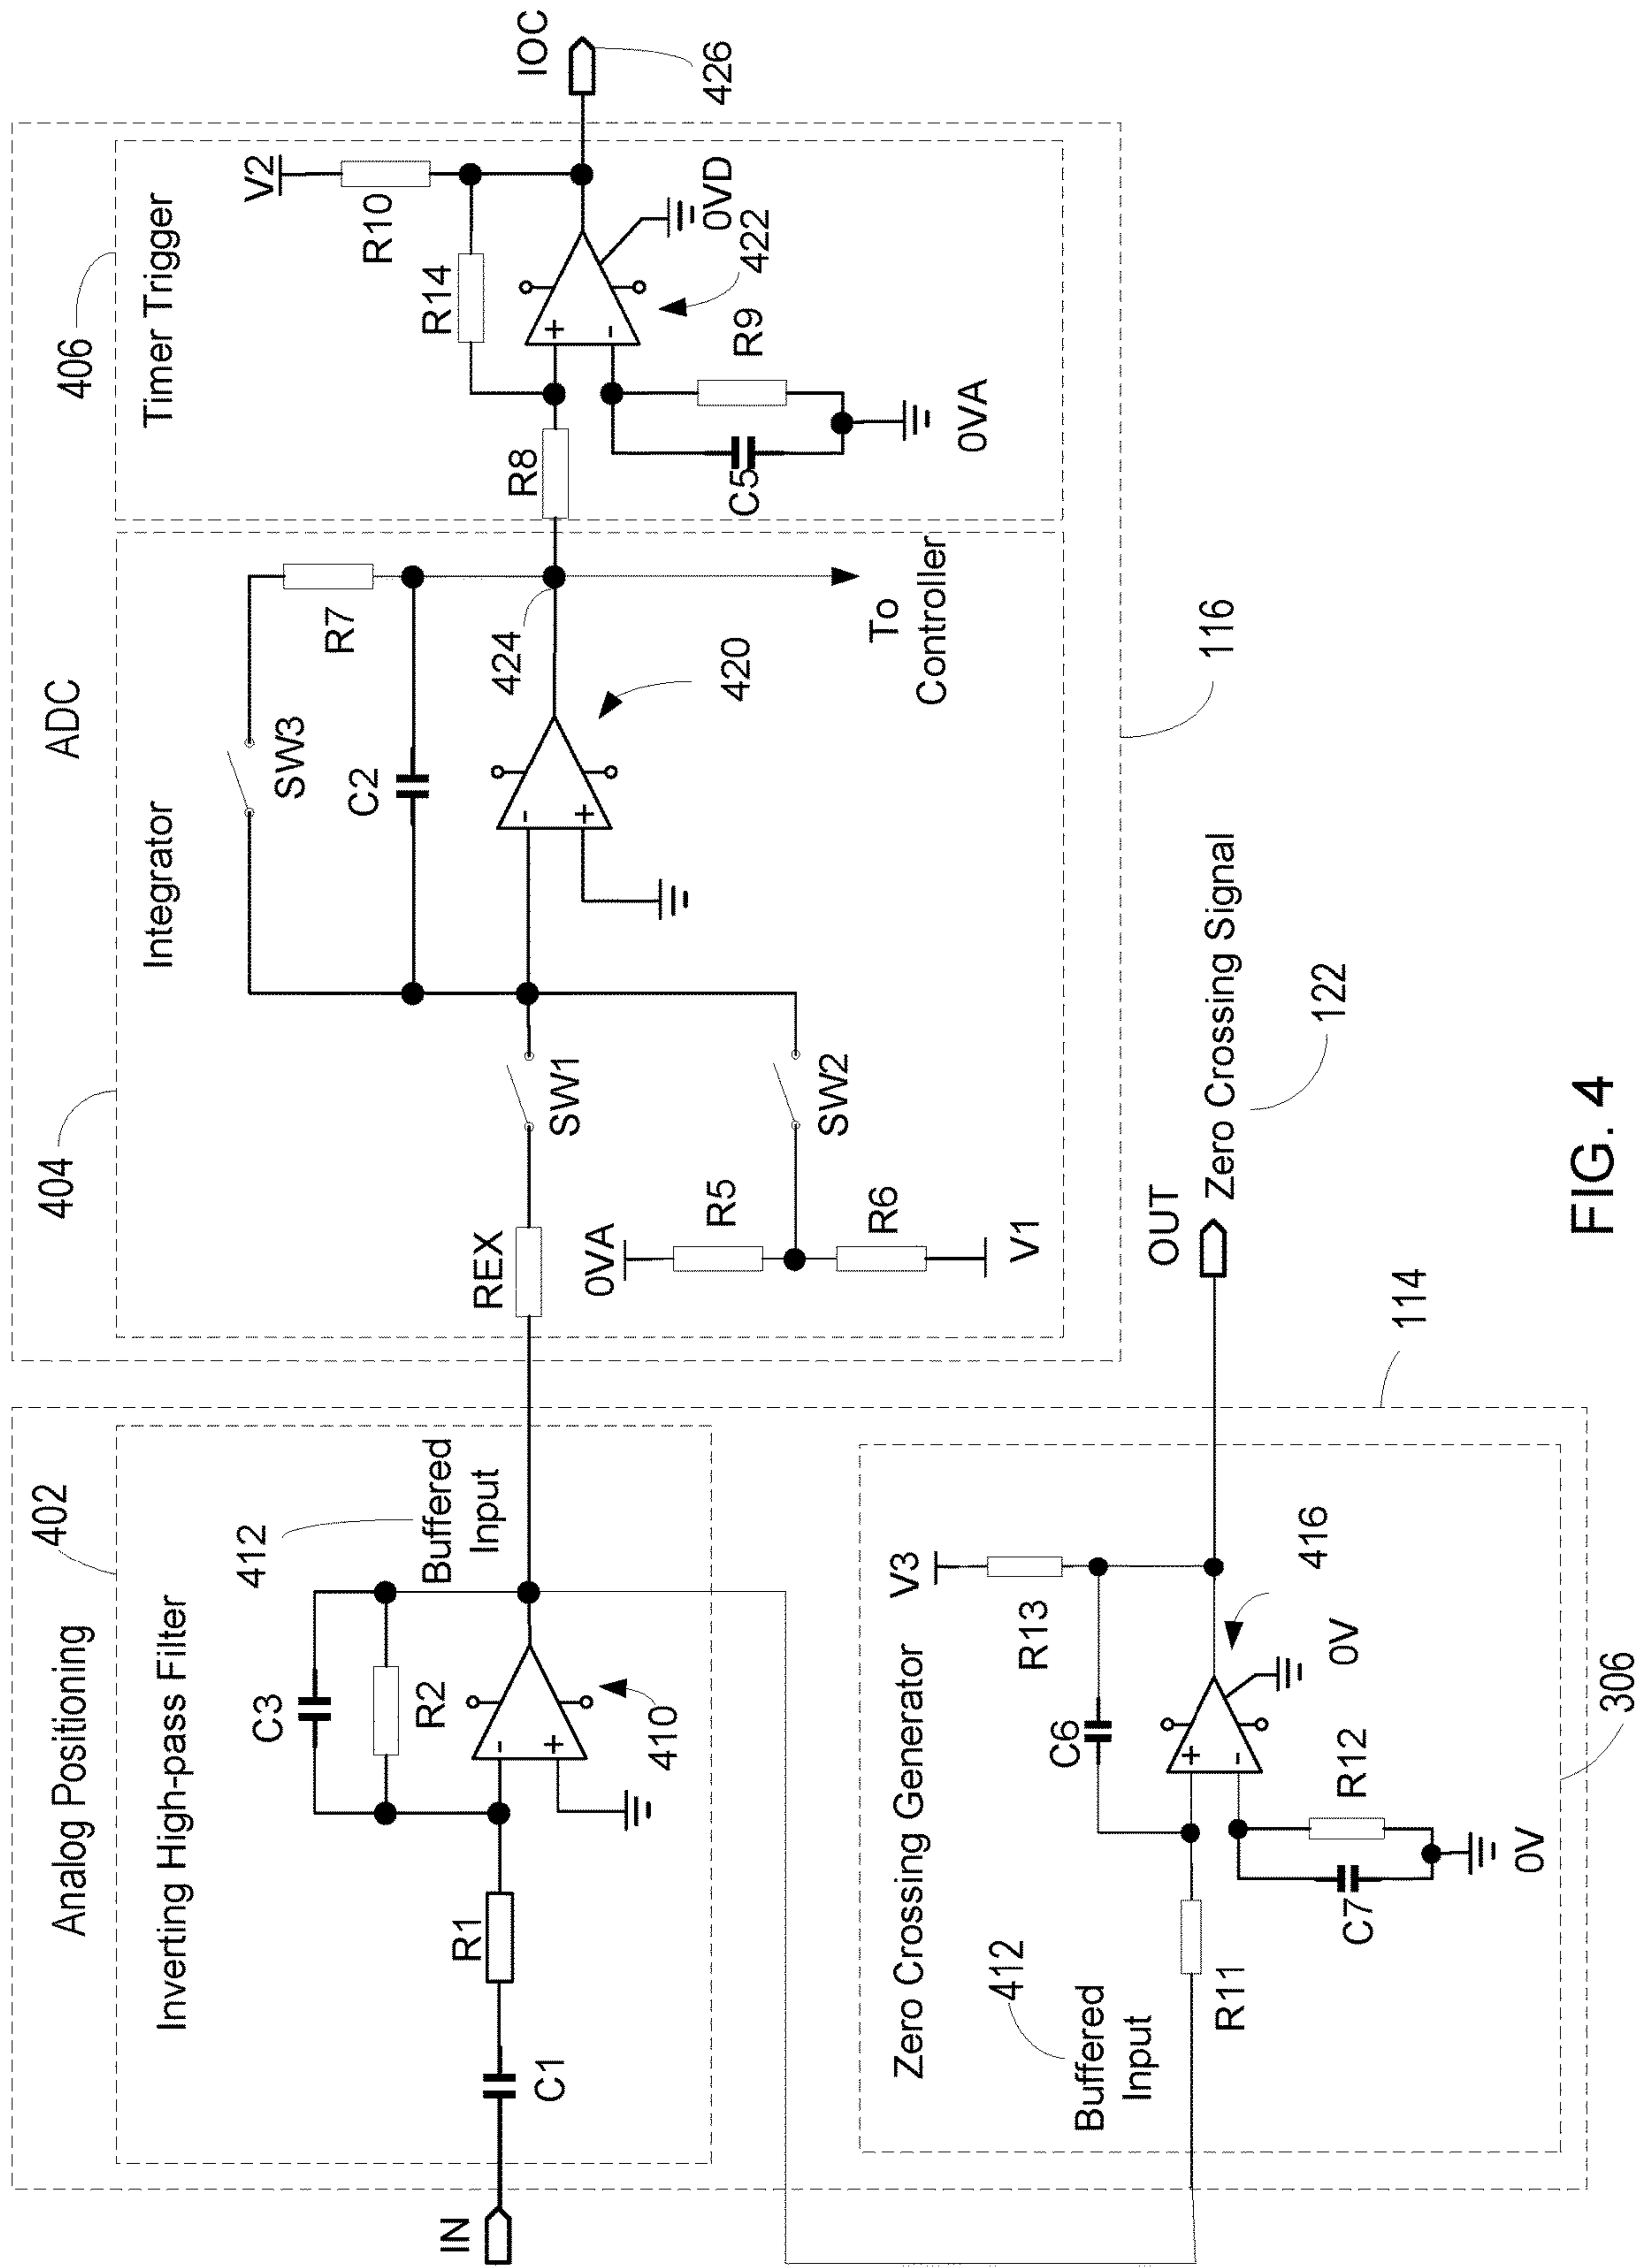 Analog Positioning
402
Inverting High-pass Filter
IN
C1
R1
C3
R2
-
+
410
412
Buffered
Input
ADC
404
Integrator
REX
SW1
0VA
R5
R6
V1
SW2
SW3
R7
C2
-
+
420
424
To
Controller
406
Timer Trigger
R8
R14
V2
R10
+
-
0VD
422
R9
C5
0VA
IOC
426
116
Zero Crossing Generator
412
Buffered
Input
R11
C6
V3
R13
+
-
416
0V
C7
R12
0V
306
114
OUT
Zero Crossing Signal
122
FIG. 4